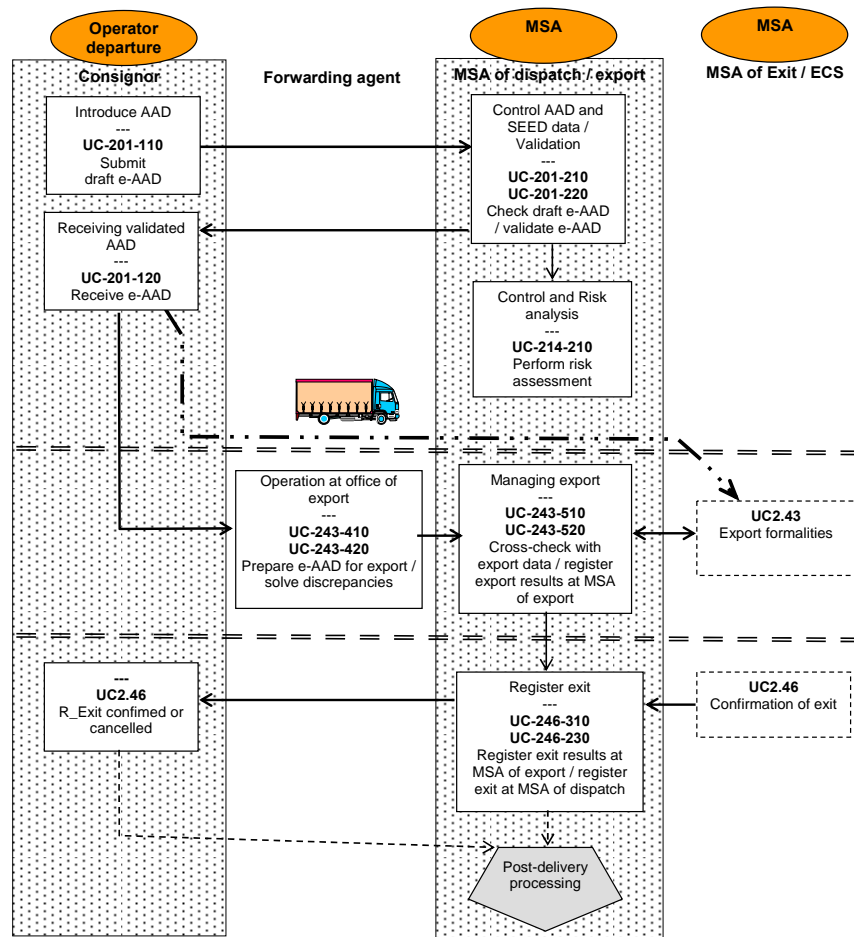 Operator
departure
MSA
MSA
Consignor
Forwarding agent
MSA of dispatch / export
MSA of Exit / ECS
Introduce AAD
---
UC-201-110
Submit
draft e-AAD
Control AAD and
SEED data /
Validation
---
UC-201-210
UC-201-220
Check draft e-AAD
/ validate e-AAD
Receiving validated
AAD
---
UC-201-120
Receive e-AAD
Control and Risk
analysis
---
UC-214-210
Perform risk
assessment
Operation at office of
export
---
UC-243-410
UC-243-420
Prepare e-AAD for export /
solve discrepancies
Managing export
---
UC-243-510
UC-243-520
Cross-check with
export data / register
export results at MSA
of export
UC2.43
Export formalities
---
UC2.46
R_Exit confimed or
cancelled
Register exit
---
UC-246-310
UC-246-230
Register exit results at
MSA of export / register
exit at MSA of dispatch
UC2.46
Confirmation of exit
Post-delivery
processing